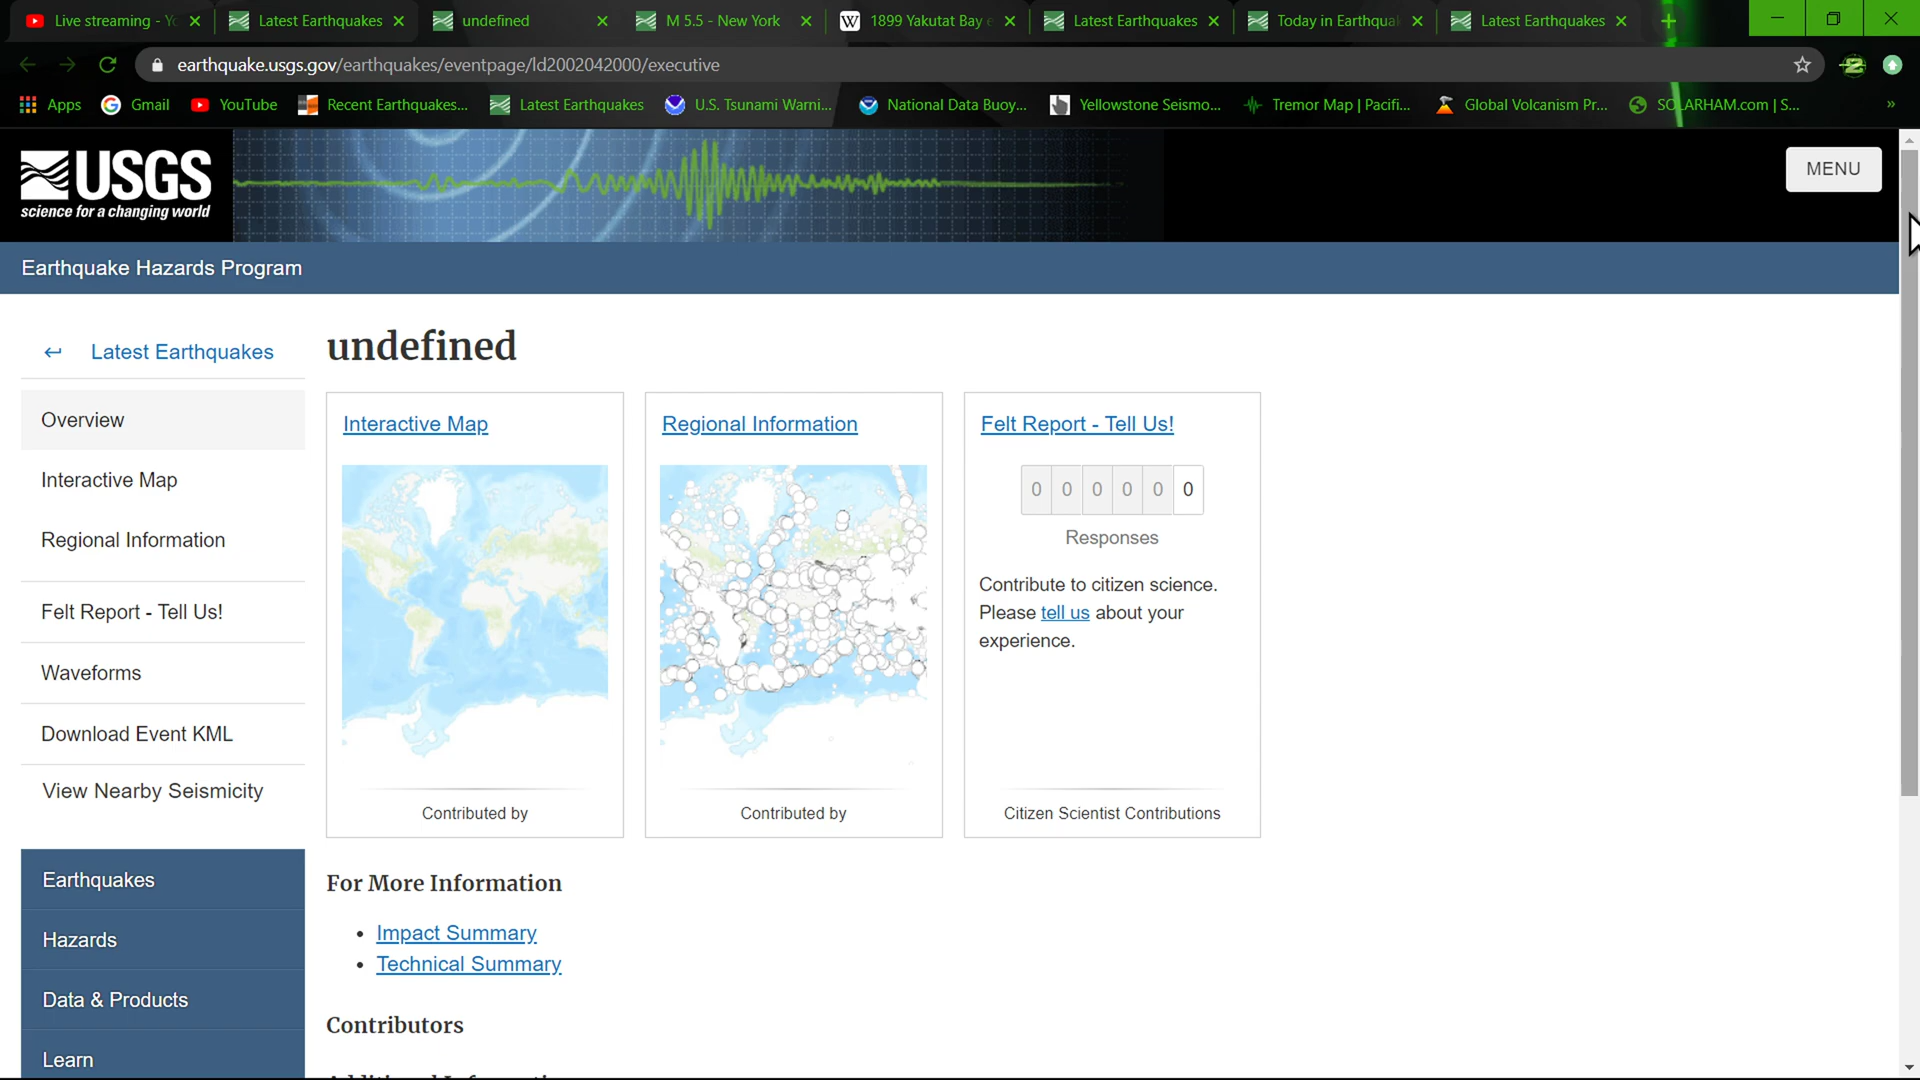 Live streaming - Yo
Latest Earthquakes
undefined
M 5.5 - New York
1899 Yakutat Bay e
Latest Earthquakes
Today in Earthqua
Latest Earthquakes
earthquake.usgs.gov/earthquakes/eventpage/ld2002042000/executive
Apps
Gmail
YouTube
Recent Earthquakes...
Latest Earthquakes
U.S. Tsunami Warni...
National Data Buoy...
Yellowstone Seismo...
Tremor Map | Pacifi...
Global Volcanism Pr...
SOLARHAM.com | S...
USGS
science for a changing world
MENU
Earthquake Hazards Program
Latest Earthquakes
Overview
Interactive Map
Regional Information
Felt Report - Tell Us!
Waveforms
Download Event KML
View Nearby Seismicity
Earthquakes
Hazards
Data & Products
Learn
undefined
Interactive Map
Contributed by
Regional Information
Contributed by
Felt Report - Tell Us!
0 0 0 0 0 0
Responses
Contribute to citizen science.
Please tell us about your
experience.
Citizen Scientist Contributions
For More Information
• Impact Summary
• Technical Summary
Contributors